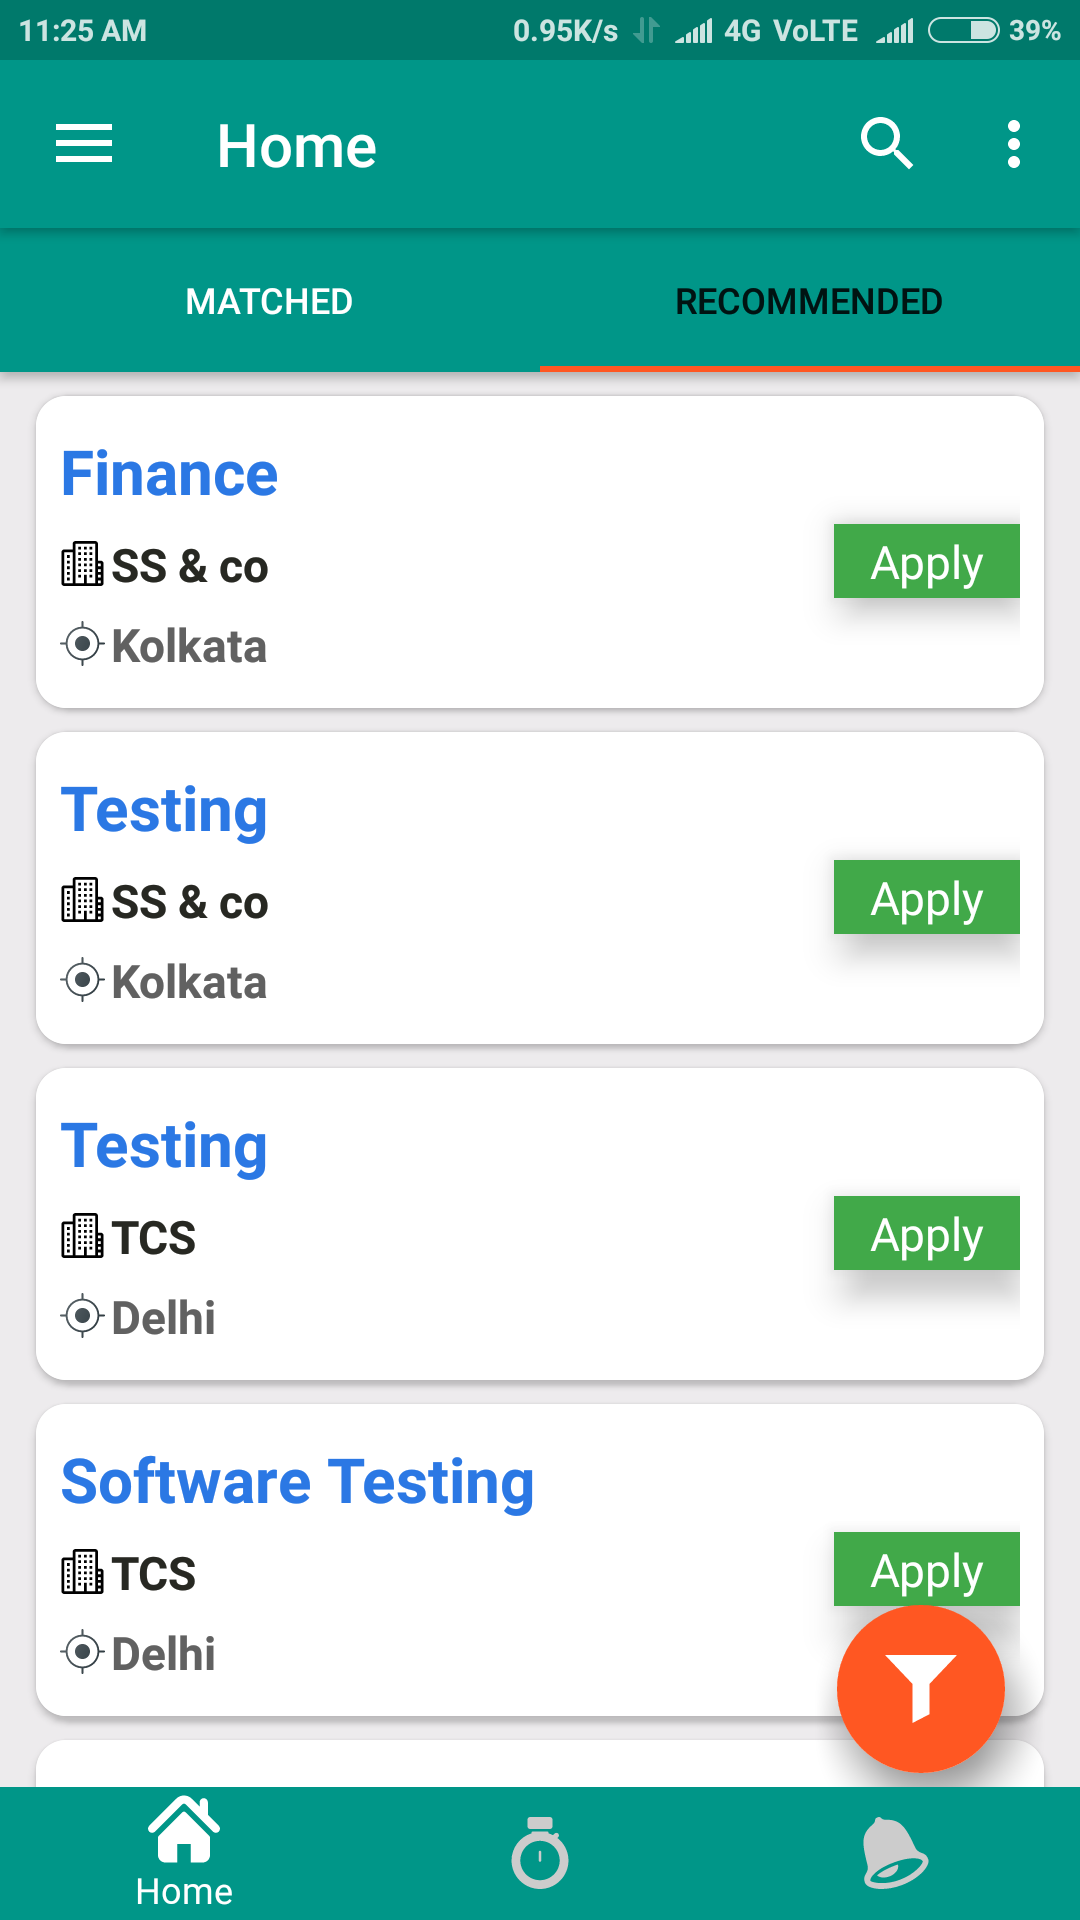 11:25 AM 0.95K/s 4G VoLTE 39%
Home
MATCHED RECOMMENDED
Finance
SS & co
Apply
Kolkata
Testing
SS & co
Apply
Kolkata
Testing
TCS
Apply
Delhi
Software Testing
TCS
Apply
Delhi
Home